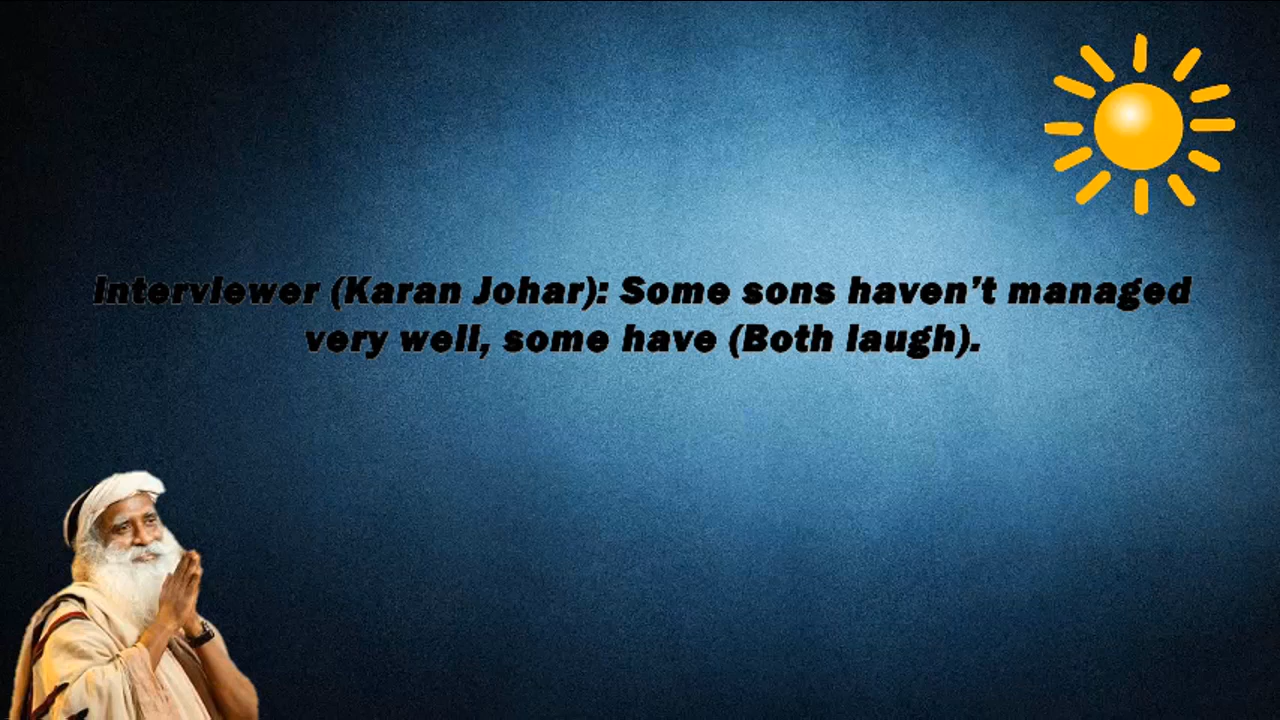 Interviewer (Karan Johar): Some sons haven’t managed
very well, some have (Both laugh).